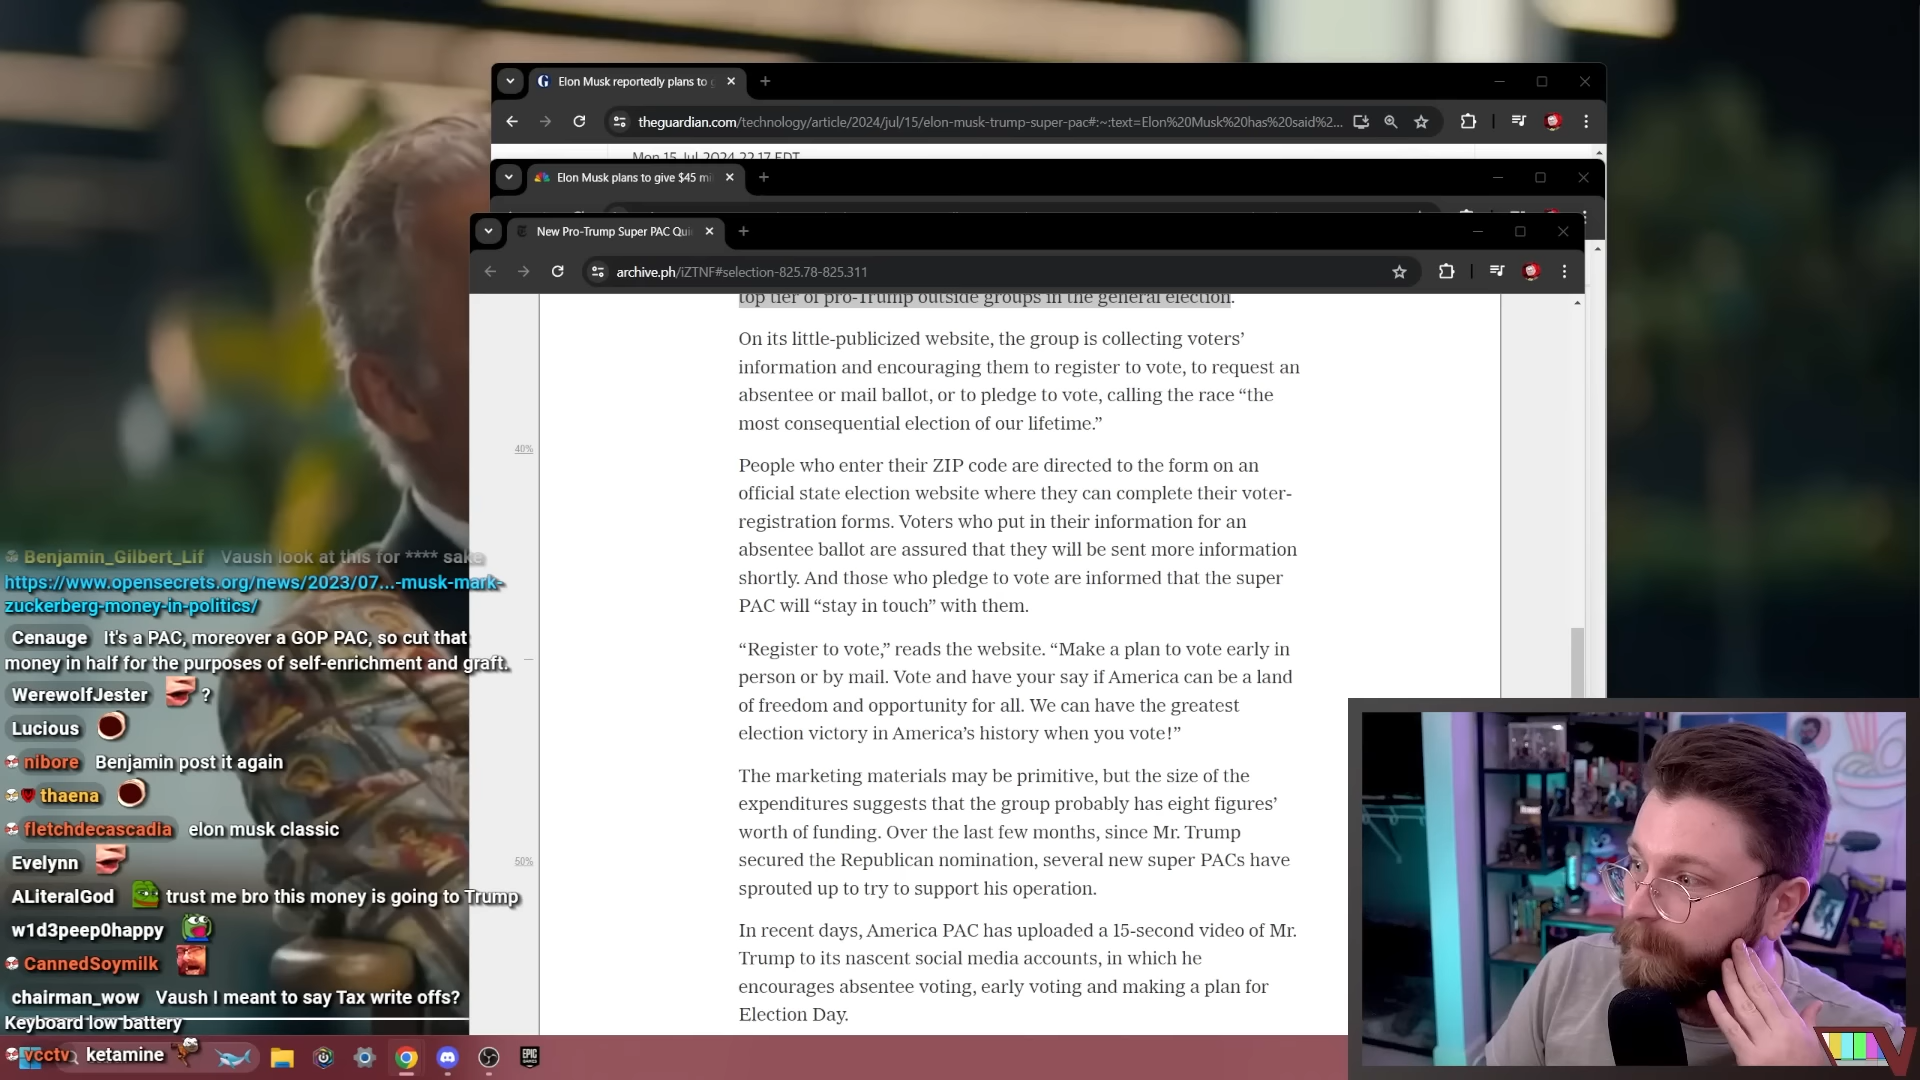 Elon Musk reportedly plans to g
theguardian.com/technology/article/2024/jul/15/elon-musk-trump-super-pac#:~:text=Elon%20Musk%20has%20said%2...
Mon 15 Jul 2024 22.17 EDT
Elon Musk plans to give $45 mi
New Pro-Trump Super PAC Qui
archive.ph/iZTNF#selection-825.78-825.311
top tier of pro-Trump outside groups in the general election.
On its little-publicized website, the group is collecting voters’
information and encouraging them to register to vote, to request an
absentee or mail ballot, or to pledge to vote, calling the race “the
most consequential election of our lifetime.”
40%
People who enter their ZIP code are directed to the form on an
official state election website where they can complete their voter-
registration forms. Voters who put in their information for an
absentee ballot are assured that they will be sent more information
shortly. And those who pledge to vote are informed that the super
PAC will “stay in touch” with them.
“Register to vote,” reads the website. “Make a plan to vote early in
person or by mail. Vote and have your say if America can be a land
of freedom and opportunity for all. We can have the greatest
election victory in America’s history when you vote!”
The marketing materials may be primitive, but the size of the
expenditures suggests that the group probably has eight figures’
worth of funding. Over the last few months, since Mr. Trump
50%
secured the Republican nomination, several new super PACs have
sprouted up to try to support his operation.
In recent days, America PAC has uploaded a 15-second video of Mr.
Trump to its nascent social media accounts, in which he
encourages absentee voting, early voting and making a plan for
Election Day.
Benjamin_Gilbert_Lif Vaush look at this for **** sake
https://www.opensecrets.org/news/2023/07...-musk-mark-
zuckerberg-money-in-politics/
Cenauge It's a PAC, moreover a GOP PAC, so cut that
money in half for the purposes of self-enrichment and graft.
WerewolfJester ?
Lucious
nibore Benjamin post it again
thaena
fletchdecascadia elon musk classic
Evelynn
ALiteralGod trust me bro this money is going to Trump
w1d3peep0happy
CannedSoymilk
chairman_wow Vaush I meant to say Tax write offs?
Keyboard low battery
vcctv ketamine
EPIC
V